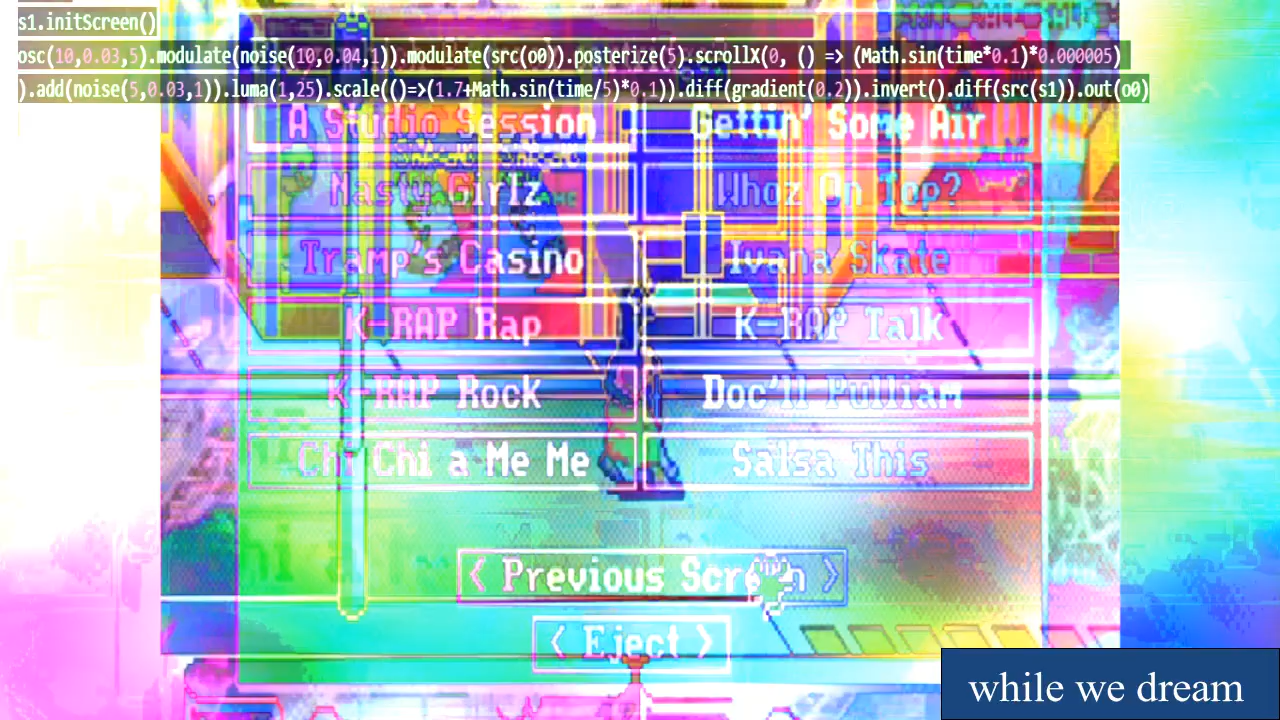 s1.initScreen()
osc(10,0.03,5).modulate(noise(10,0.04,1)).modulate(src(o0)).posterize(5).scrollX(0, () => (Math.sin(time*0.1)*0.000005)
).add(noise(5,0.03,1)).luma(1,25).scale(()=>(1.7+Math.sin(time/5)*0.1)).diff(gradient(0.2)).invert().diff(src(s1)).out(o0)
A Studio Session Gettin' Some Air
Nasty Girlz Whoz On Top?
Tramp's Casino Ivana Skate
K-RAP Rap K-RAP Talk
K-RAP Rock Doc'll Pulliam
Chi Chi a Me Me Salsa This
< Previous Screen >
< Eject >
while we dream